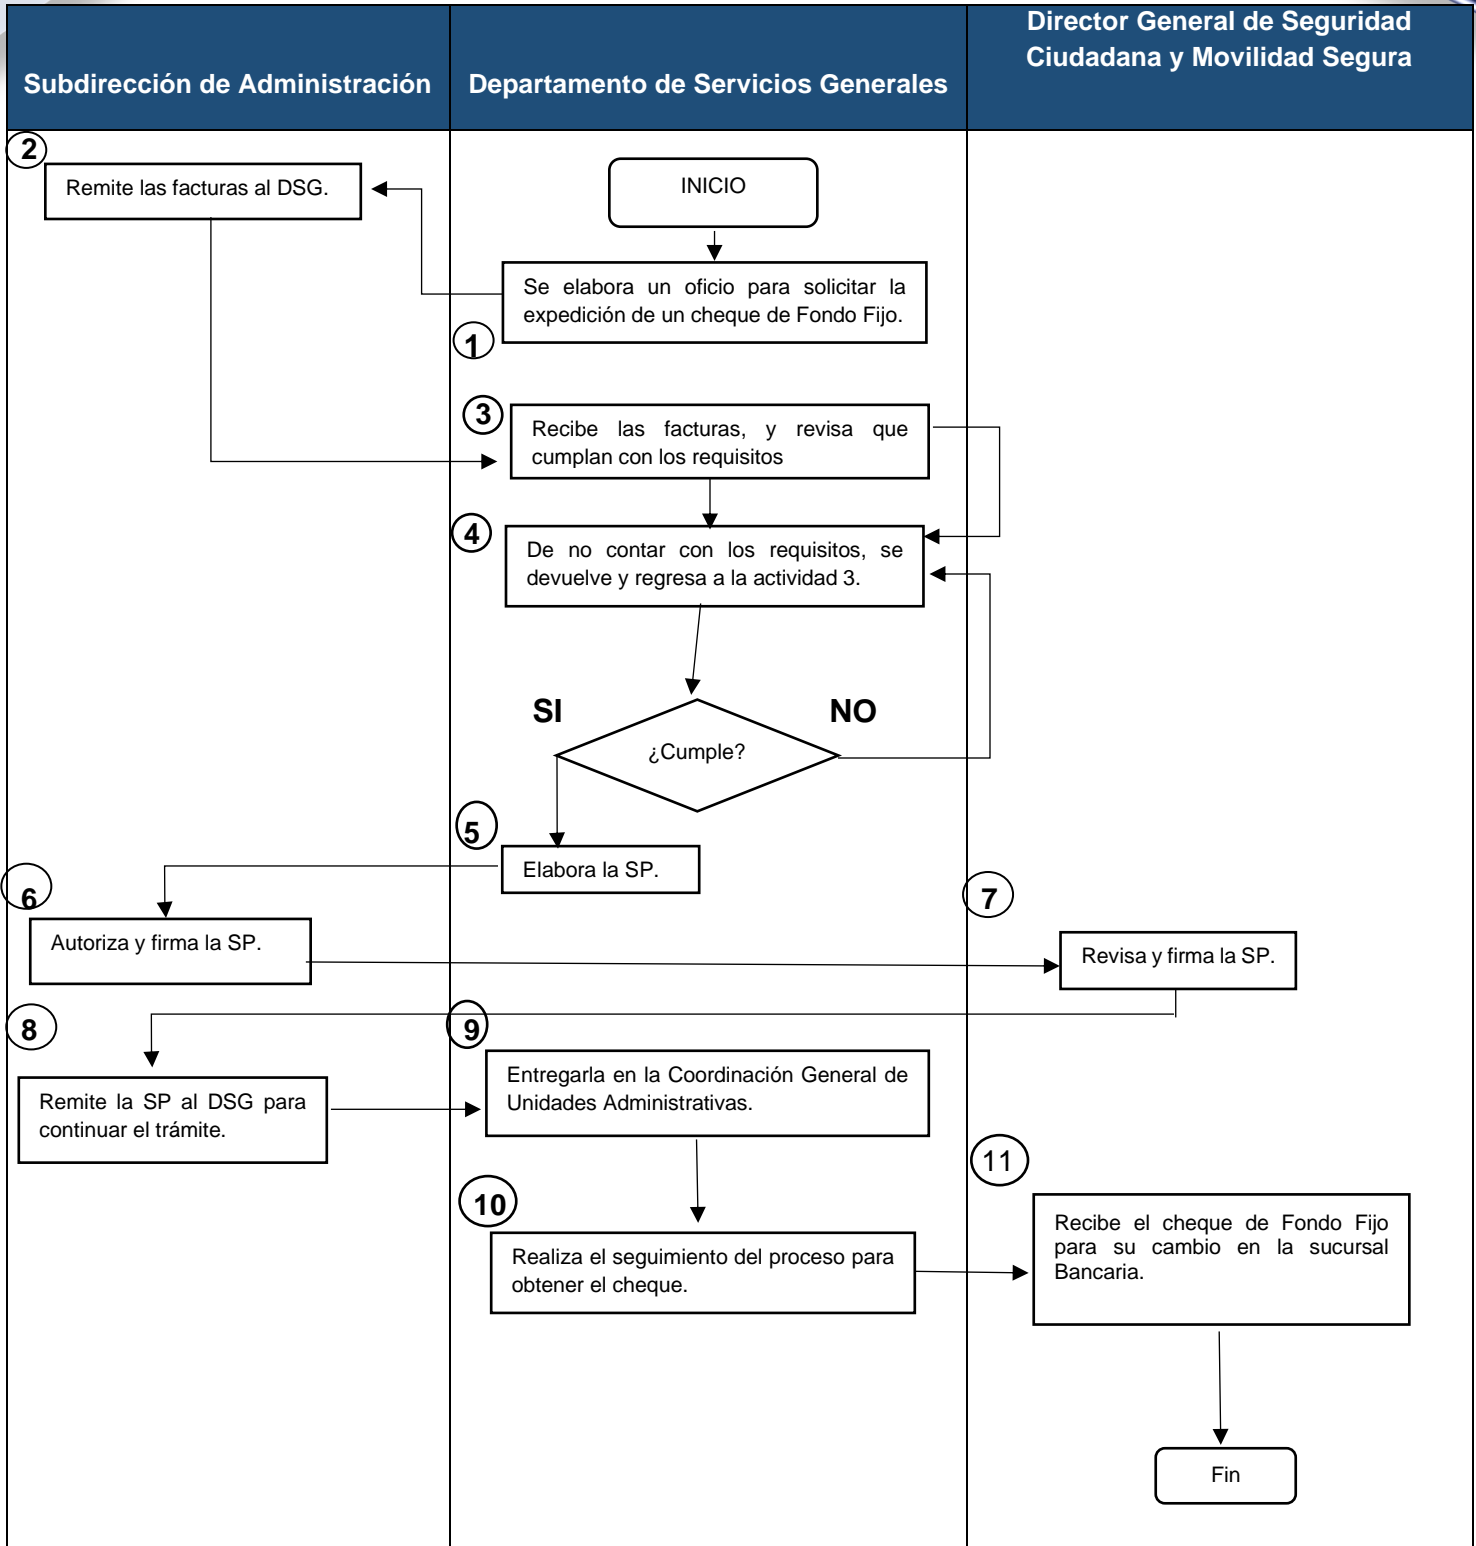 Subdirección de Administración
Departamento de Servicios Generales
Director General de Seguridad
Ciudadana y Movilidad Segura
2
Remite las facturas al DSG.
INICIO
Se elabora un oficio para solicitar la
expedición de un cheque de Fondo Fijo.
1
3
Recibe las facturas, y revisa que
cumplan con los requisitos
4
De no contar con los requisitos, se
devuelve y regresa a la actividad 3.
SI
NO
¿Cumple?
5
Elabora la SP.
6
Autoriza y firma la SP.
7
Revisa y firma la SP.
8
Remite la SP al DSG para
continuar el trámite.
9
Entregarla en la Coordinación General de
Unidades Administrativas.
10
Realiza el seguimiento del proceso para
obtener el cheque.
11
Recibe el cheque de Fondo Fijo
para su cambio en la sucursal
Bancaria.
Fin